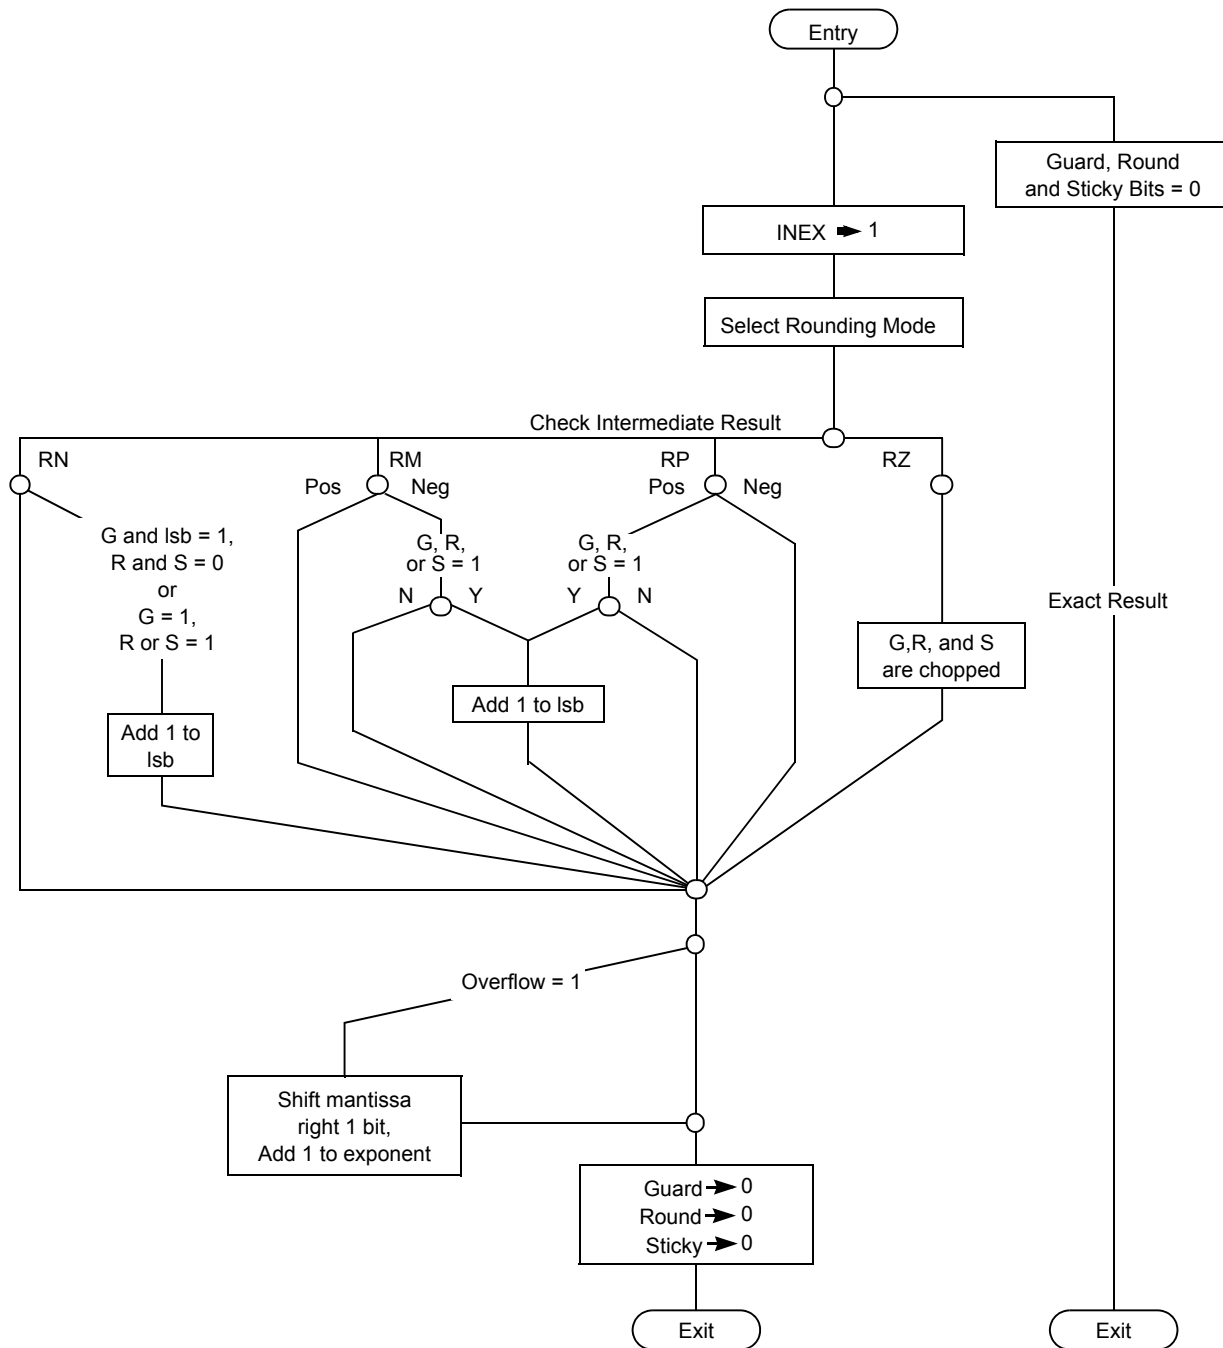 Entry
Guard, Round
and Sticky Bits = 0
INEX 1
Select Rounding Mode
Check Intermediate Result
RN
RM
RP
RZ
Pos
Neg
Pos
Neg
G and lsb = 1,
R and S = 0
or
G = 1,
R or S = 1
G, R,
or S = 1
G, R,
or S = 1
N
Y
Y
N
Exact Result
G,R, and S
are chopped
Add 1 to lsb
Add 1 to
lsb
Overflow = 1
Shift mantissa
right 1 bit,
Add 1 to exponent
Guard 0
Round 0
Sticky 0
Exit
Exit